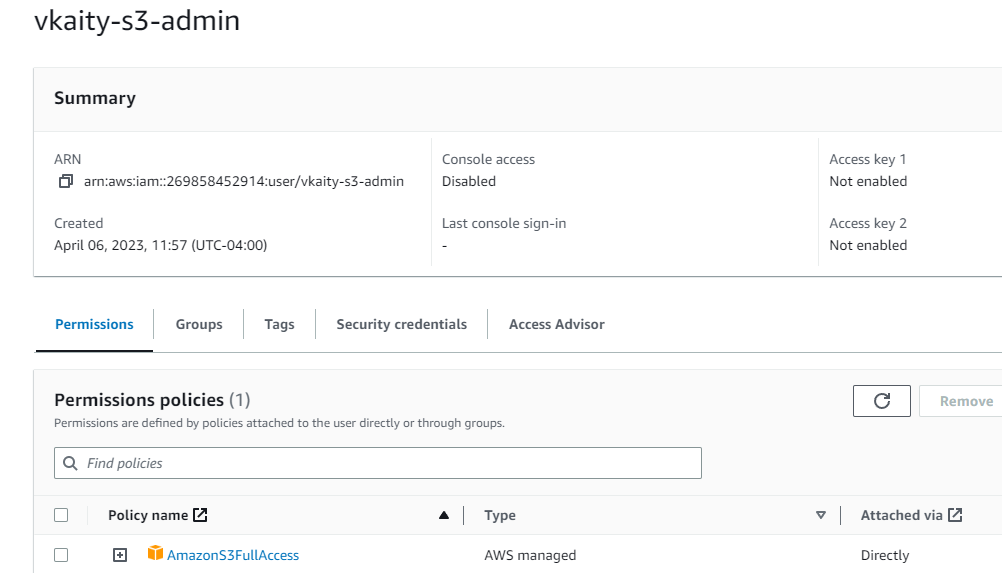 vkaity-s3-admin
Summary
ARN
arn:aws:iam::269858452914:user/vkaity-s3-admin
Console access
Disabled
Access key 1
Not enabled
Created
April 06, 2023, 11:57 (UTC-04:00)
Last console sign-in
-
Access key 2
Not enabled
Permissions
Groups
Tags
Security credentials
Access Advisor
Permissions policies (1)
Permissions are defined by policies attached to the user directly or through groups.
Remove
Find policies
Policy name
Type
Attached via
AmazonS3FullAccess
AWS managed
Directly